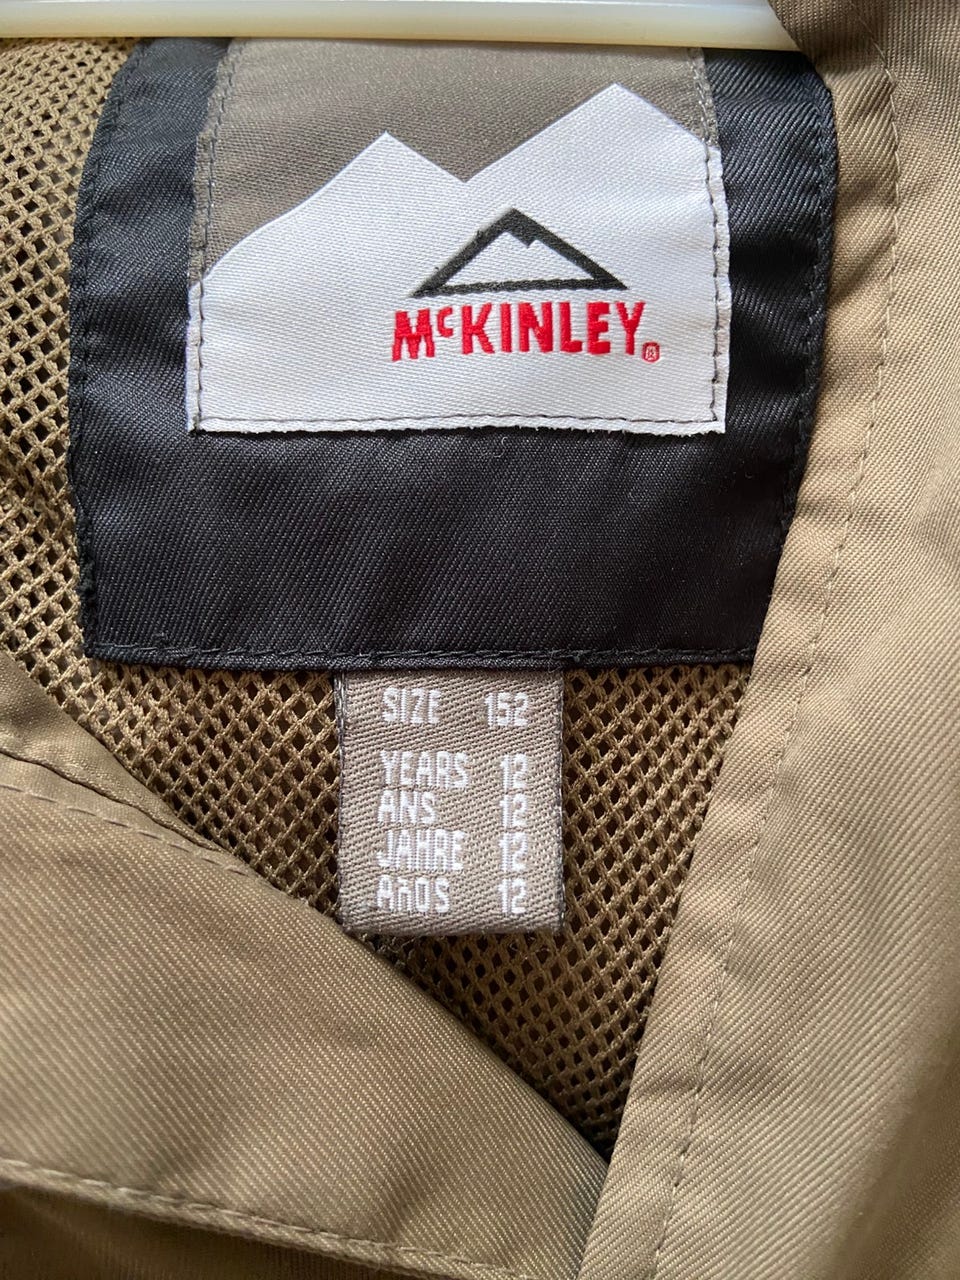 McKINLEY®
SIZE 152
YEARS 12
ANS 12
JAHRE 12
AñOS 12